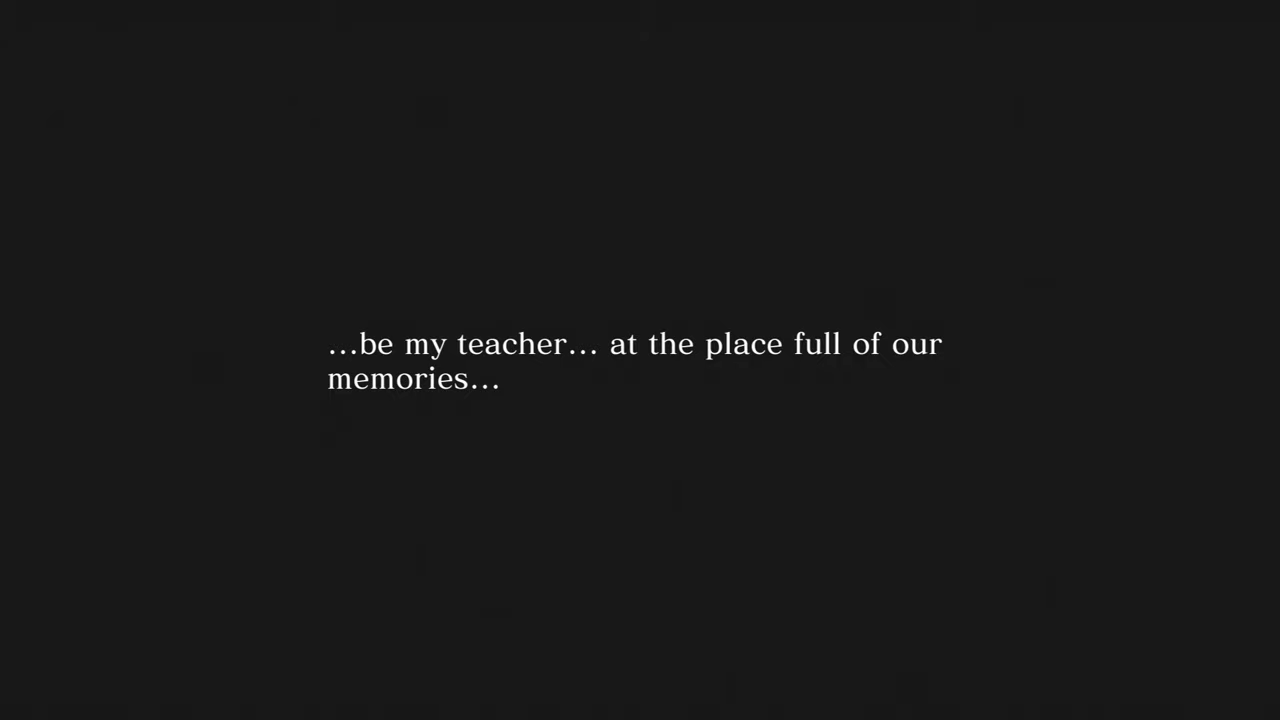 …be my teacher… at the place full of our
memories…